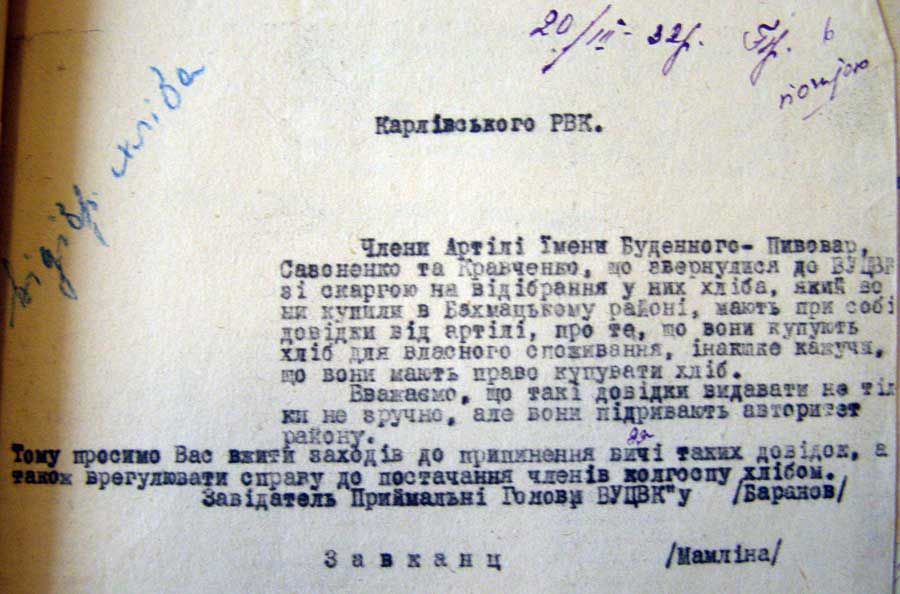 20/III-32р.
Карлівського РВК.
Відібр. хліба
Члени Артілі Імени Буденного- Пивовар,
Савоненко та Кравченко, що звернулися до ВУЦВК
зі скаргою на відібрання у них хліба, який во
ни купили в Бахмацькому районі, мають при собі
довідки від артілі, про те, що вони купують
хліб для власного споживання, інакше кажучи,
що вони мають право купувати хліб.
Вважаємо, що такі довідки видавати не тіль
ки не зручно, але вони підривають авторитет
району.
Тому просимо Вас вжити заходів до припинення таких довідок, а
також врегулювати справу до постачання членів колгоспу хлібом.
Завідатель Приймальні Голови ВУЦВК"у /Баранов/
Завканц /Мамліна/